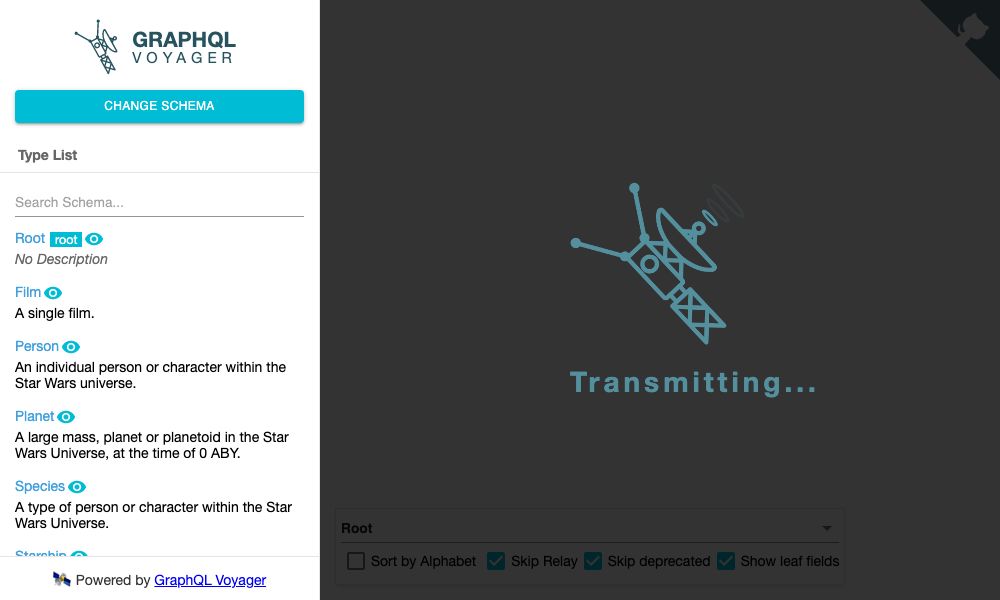 GRAPHQL
VOYAGER
CHANGE SCHEMA
Type List
Search Schema...
Root root
No Description
Film
A single film.
Person
An individual person or character within the
Star Wars universe.
Planet
A large mass, planet or planetoid in the Star
Wars Universe, at the time of 0 ABY.
Species
A type of person or character within the Star
Wars Universe.
Starship
Powered by GraphQL Voyager
Transmitting...
Root
Sort by Alphabet Skip Relay Skip deprecated Show leaf fields